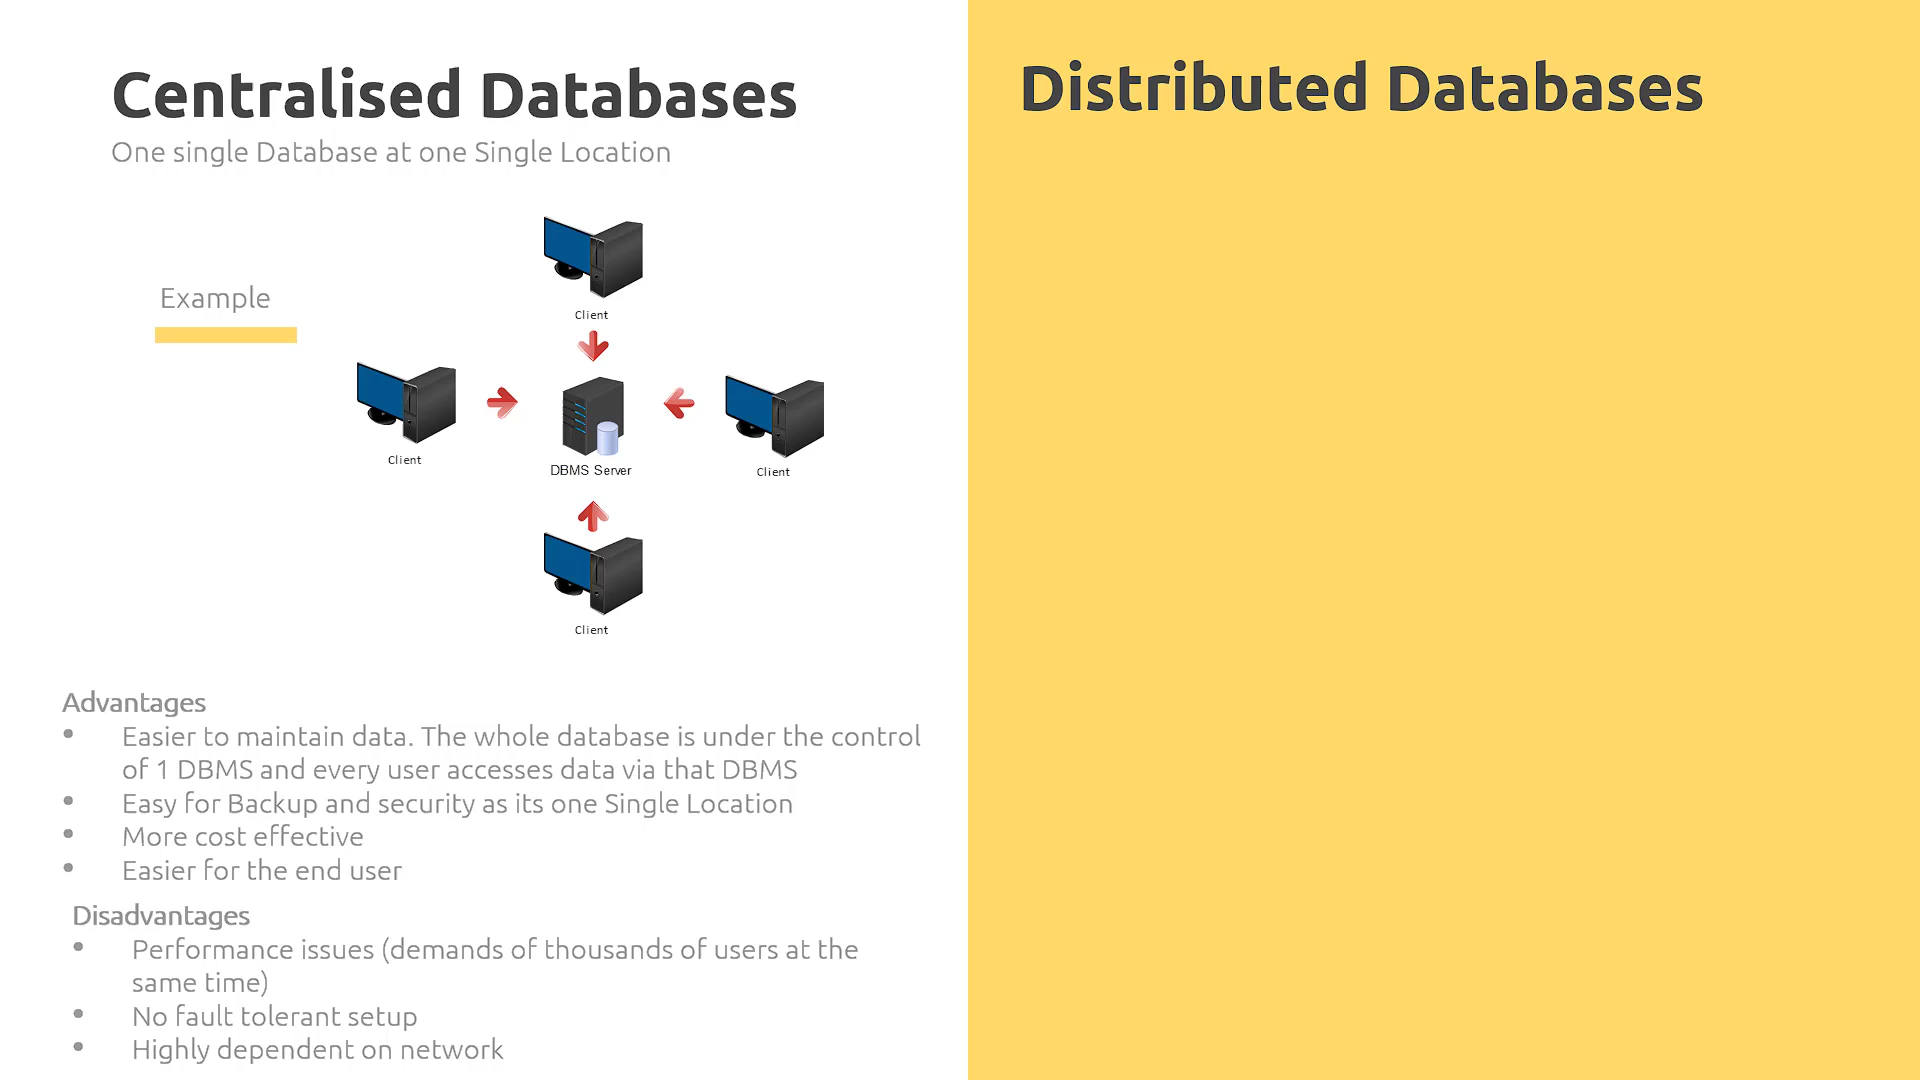 Centralised Databases
One single Database at one Single Location
Example
Client
Client
DBMS Server
Client
Client
Advantages
• Easier to maintain data. The whole database is under the control
of 1 DBMS and every user accesses data via that DBMS
• Easy for Backup and security as its one Single Location
• More cost effective
• Easier for the end user
Disadvantages
• Performance issues (demands of thousands of users at the
same time)
• No fault tolerant setup
• Highly dependent on network
Distributed Databases